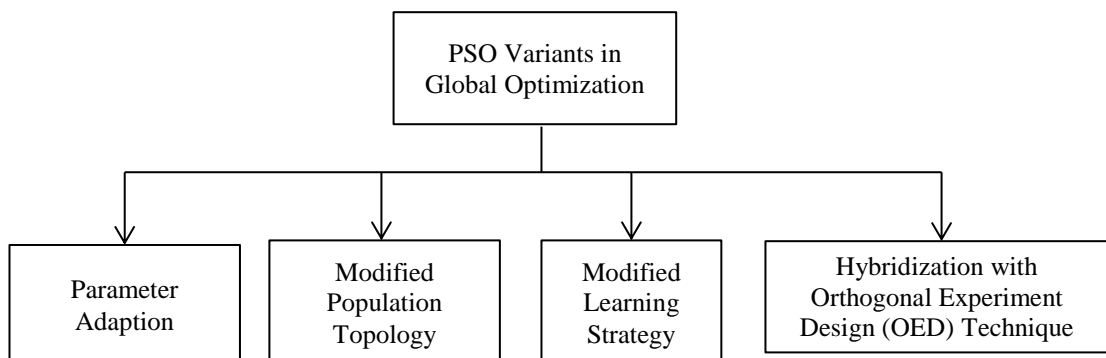 PSO Variants in
Global Optimization
Parameter
Adaption
Modified
Population
Topology
Modified
Learning
Strategy
Hybridization with
Orthogonal Experiment
Design (OED) Technique